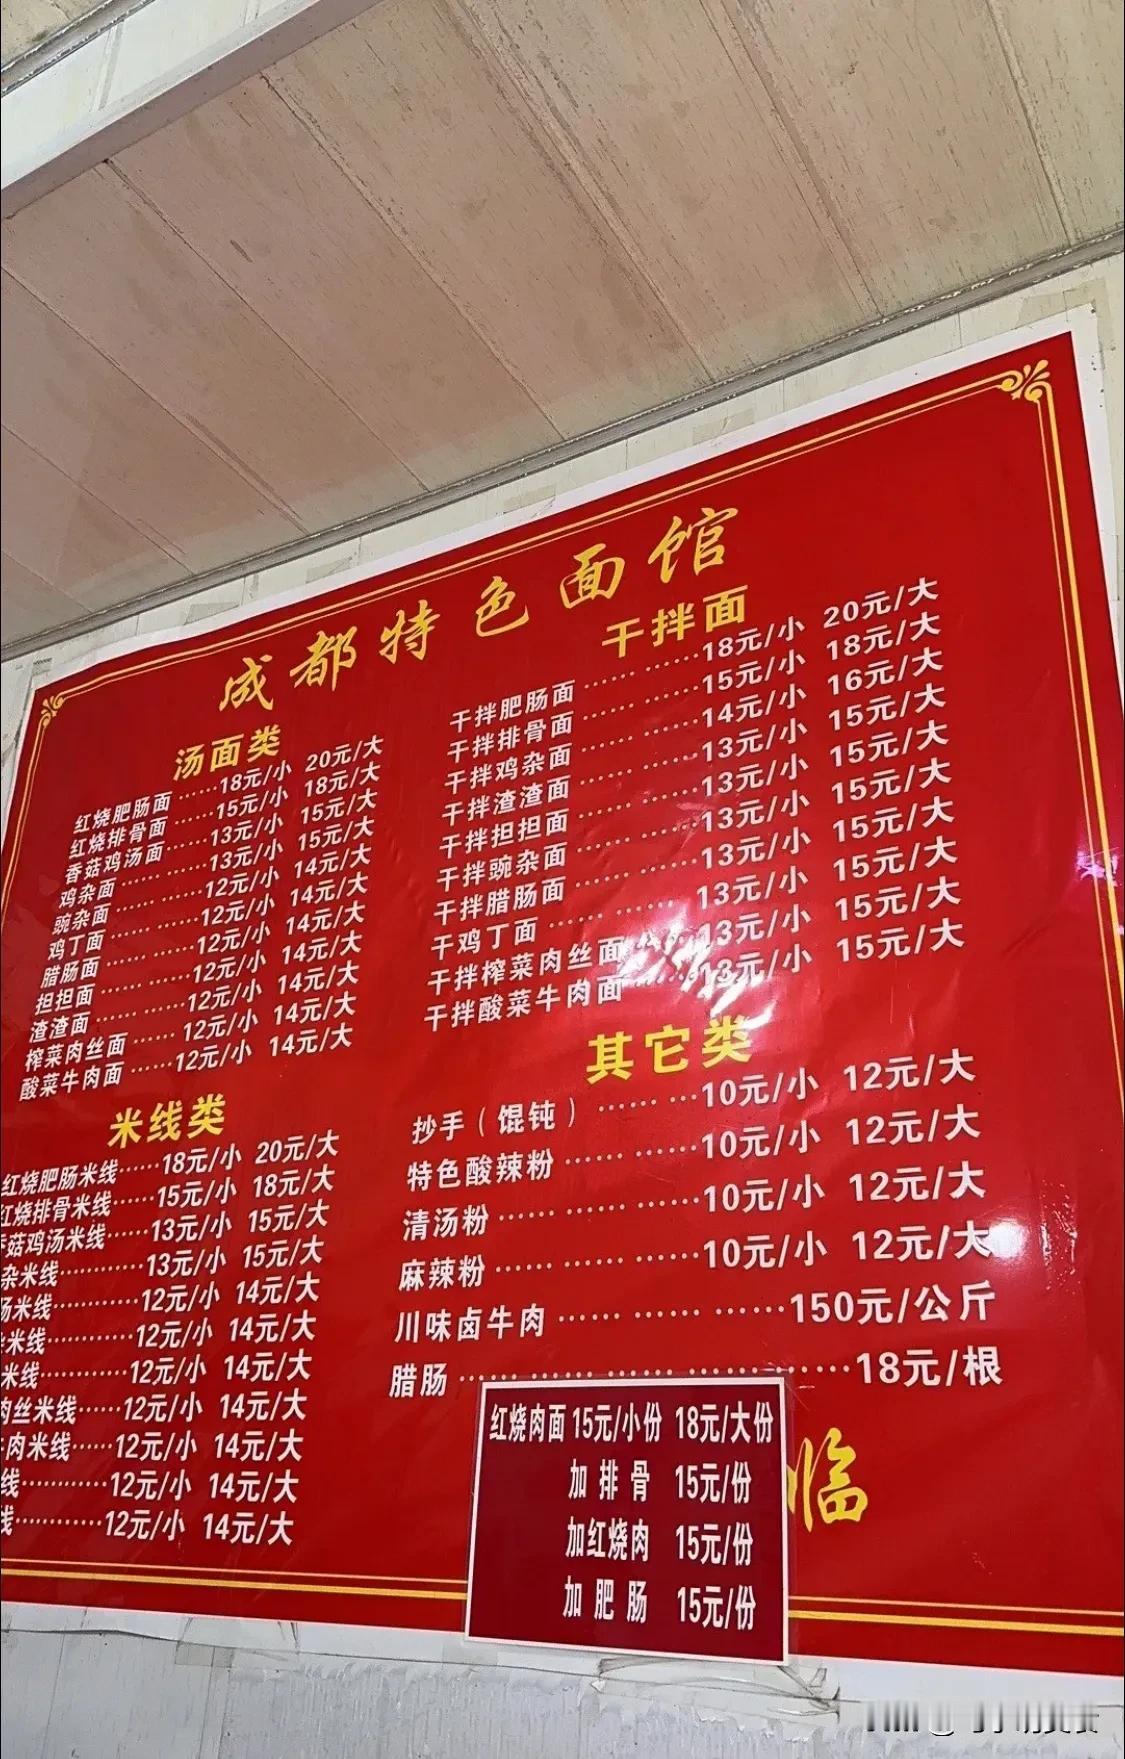 成都特色面馆
汤面类
红烧肥肠面……18元/小 20元/大
红烧排骨面……15元/小 18元/大
香菇鸡汤面……13元/小 15元/大
鸡杂面…………13元/小 15元/大
豌杂面…………12元/小 14元/大
鸡丁面…………12元/小 14元/大
腊肠面…………12元/小 14元/大
担担面…………12元/小 14元/大
渣渣面…………12元/小 14元/大
榨菜肉丝面……12元/小 14元/大
酸菜牛肉面……12元/小 14元/大
米线类
红烧肥肠米线……18元/小 20元/大
红烧排骨米线……15元/小 18元/大
香菇鸡汤米线……13元/小 15元/大
杂米线…………13元/小 15元/大
肠米线…………12元/小 14元/大
米线…………12元/小 14元/大
米线…………12元/小 14元/大
肉丝米线……12元/小 14元/大
牛肉米线……12元/小 14元/大
线…………12元/小 14元/大
线…………12元/小 14元/大
干拌面
干拌肥肠面…………18元/小 20元/大
干拌排骨面…………15元/小 18元/大
干拌鸡杂面…………14元/小 16元/大
干拌渣渣面…………13元/小 15元/大
干拌担担面…………13元/小 15元/大
干拌豌杂面…………13元/小 15元/大
干拌腊肠面…………13元/小 15元/大
干鸡丁面…………13元/小 15元/大
干拌榨菜肉丝面……13元/小 15元/大
干拌酸菜牛肉面……13元/小 15元/大
其它类
抄手（馄饨）………10元/小 12元/大
特色酸辣粉…………10元/小 12元/大
清汤粉…………10元/小 12元/大
麻辣粉…………10元/小 12元/大
川味卤牛肉………………150元/公斤
腊肠………………18元/根
红烧肉面 15元/小份 18元/大份
加排骨 15元/份
加红烧肉 15元/份
加肥肠 15元/份
临